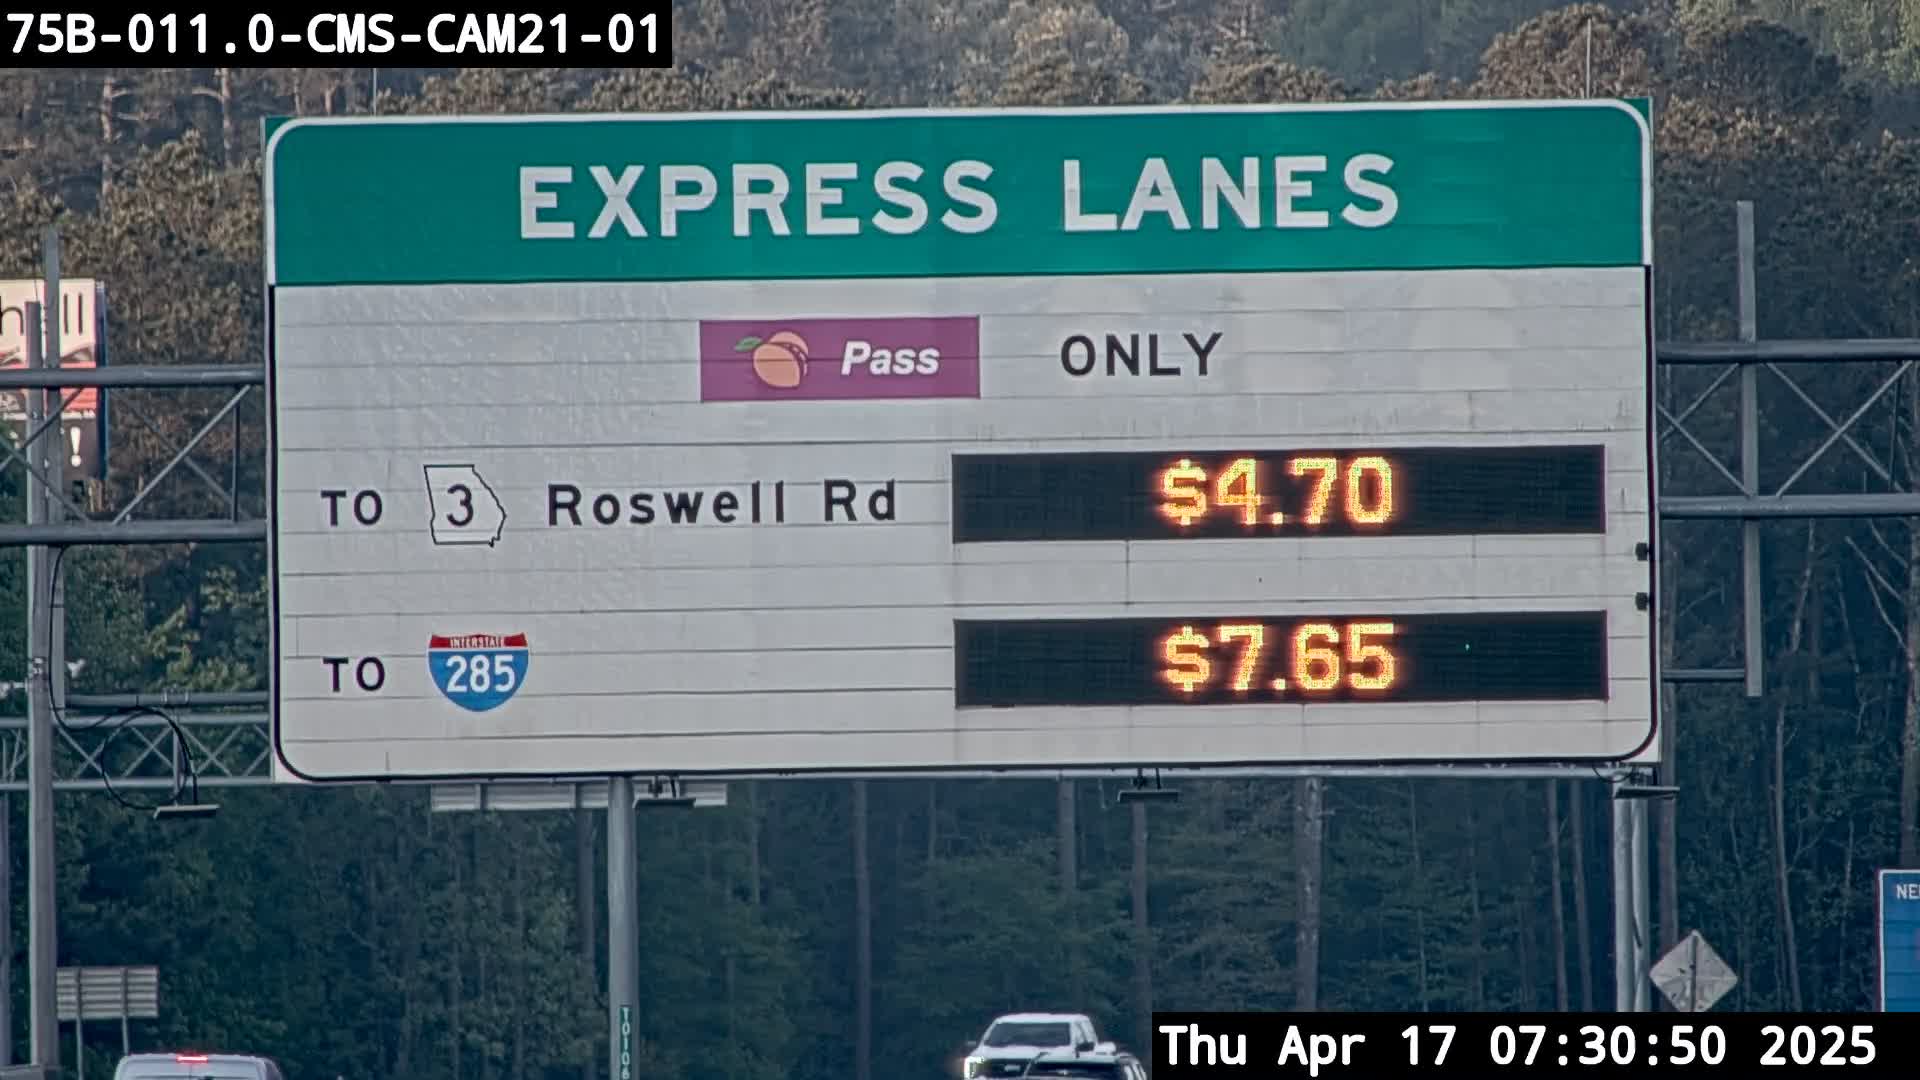 75B-011.0-CMS-CAM21-01
EXPRESS LANES
Pass ONLY
TO 3 Roswell Rd $4.70
TO INTERSTATE 285 $7.65
Thu Apr 17 07:30:50 2025